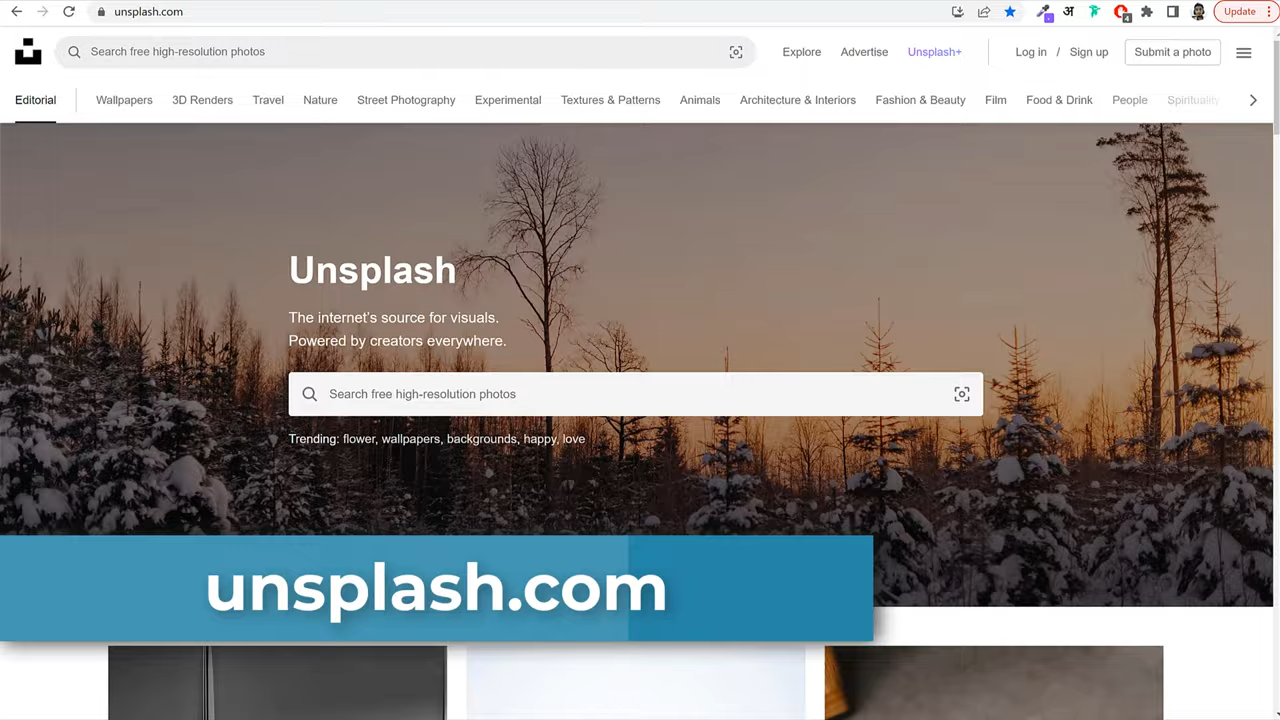 unsplash.com
अ
4
Update
Search free high-resolution photos
Explore
Advertise
Unsplash+
Log in / Sign up
Submit a photo
Editorial
Wallpapers
3D Renders
Travel
Nature
Street Photography
Experimental
Textures & Patterns
Animals
Architecture & Interiors
Fashion & Beauty
Film
Food & Drink
People
Spirituality
Unsplash
The internet's source for visuals.
Powered by creators everywhere.
Search free high-resolution photos
Trending: flower, wallpapers, backgrounds, happy, love
unsplash.com